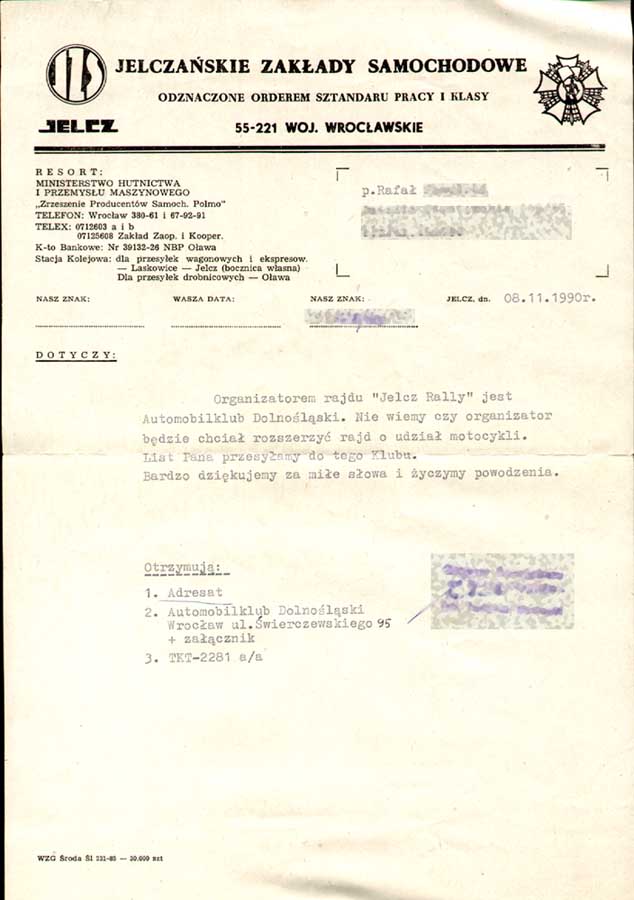 JELCZAŃSKIE ZAKŁADY SAMOCHODOWE
ODZNACZONE ORDEREM SZTANDARU PRACY I KLASY
JELCZ
55-221 WOJ. WROCŁAWSKIE
RESORT:
MINISTERSTWO HUTNICTWA
I PRZEMYSŁU MASZYNOWEGO
„Zrzeszenie Producentów Samoch. Polmo"
TELEFON: Wrocław 380-61 i 67-92-91
TELEX: 0712603 a i b
07125608 Zakład Zaop. i Kooper.
K-to Bankowe: Nr 39132-26 NBP Oława
Stacja Kolejowa: dla przesyłek wagonowych i ekspresow.
— Laskowice — Jelcz (bocznica własna)
Dla przesyłek drobnicowych — Oława
p.Rafał
NASZ ZNAK: WASZA DATA: NASZ ZNAK: JELCZ, dn. 08.11.1990r.
DOTYCZY:
Organizatorem rajdu "Jelcz Rally" jest
Automobilklub Dolnośląski. Nie wiemy czy organizator
będzie chciał rozszerzyć rajd o udział motocykli.
List Pana przesyłamy do tego Klubu.
Bardzo dziękujemy za miłe słowa i życzymy powodzenia.
Otrzymują:
1. Adresat
2. Automobilklub Dolnośląski
Wrocław ul.Świerczewskiego 95
+ załącznik
3. TKT-2281 a/a
WZG Środa Śl 231-85 — 30.000 szt